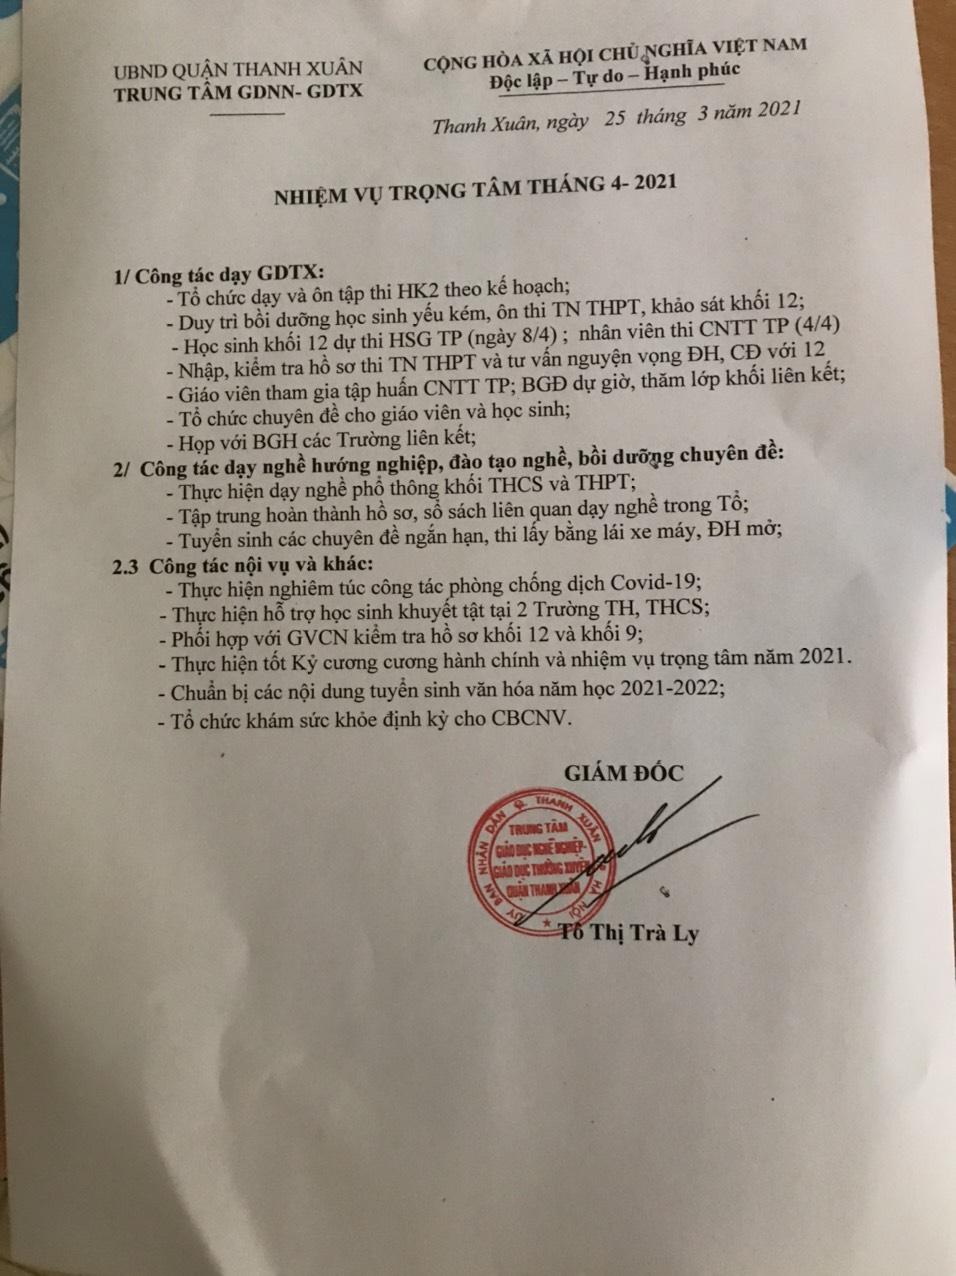 UBND QUẬN THANH XUÂN
TRUNG TÂM GDNN- GDTX
CỘNG HÒA XÃ HỘI CHỦ NGHĨA VIỆT NAM
Độc lập – Tự do – Hạnh phúc
Thanh Xuân, ngày 25 tháng 3 năm 2021
NHIỆM VỤ TRỌNG TÂM THÁNG 4- 2021
1/ Công tác dạy GDTX:
- Tổ chức dạy và ôn tập thi HK2 theo kế hoạch;
- Duy trì bồi dưỡng học sinh yếu kém, ôn thi TN THPT, khảo sát khối 12;
- Học sinh khối 12 dự thi HSG TP (ngày 8/4) ; nhân viên thi CNTT TP (4/4)
- Nhập, kiểm tra hồ sơ thi TN THPT và tư vấn nguyện vọng ĐH, CĐ với 12
- Giáo viên tham gia tập huấn CNTT TP; BGĐ dự giờ, thăm lớp khối liên kết;
- Tổ chức chuyên đề cho giáo viên và học sinh;
- Họp với BGH các Trường liên kết;
2/ Công tác dạy nghề hướng nghiệp, đào tạo nghề, bồi dưỡng chuyên đề:
- Thực hiện dạy nghề phổ thông khối THCS và THPT;
- Tập trung hoàn thành hồ sơ, sổ sách liên quan dạy nghề trong Tổ;
- Tuyển sinh các chuyên đề ngắn hạn, thi lấy bằng lái xe máy, ĐH mở;
2.3 Công tác nội vụ và khác:
- Thực hiện nghiêm túc công tác phòng chống dịch Covid-19;
- Thực hiện hỗ trợ học sinh khuyết tật tại 2 Trường TH, THCS;
- Phối hợp với GVCN kiểm tra hồ sơ khối 12 và khối 9;
- Thực hiện tốt Kỷ cương cương hành chính và nhiệm vụ trọng tâm năm 2021.
- Chuẩn bị các nội dung tuyển sinh văn hóa năm học 2021-2022;
- Tổ chức khám sức khỏe định kỳ cho CBCNV.
GIÁM ĐỐC
ỦY BAN NHÂN DÂN Q. THANH XUÂN
HÀ NỘI
TRUNG TÂM
GIÁO DỤC NGHỀ NGHIỆP-
GIÁO DỤC THƯỜNG XUYÊN
QUẬN THANH XUÂN
Tô Thị Trà Ly